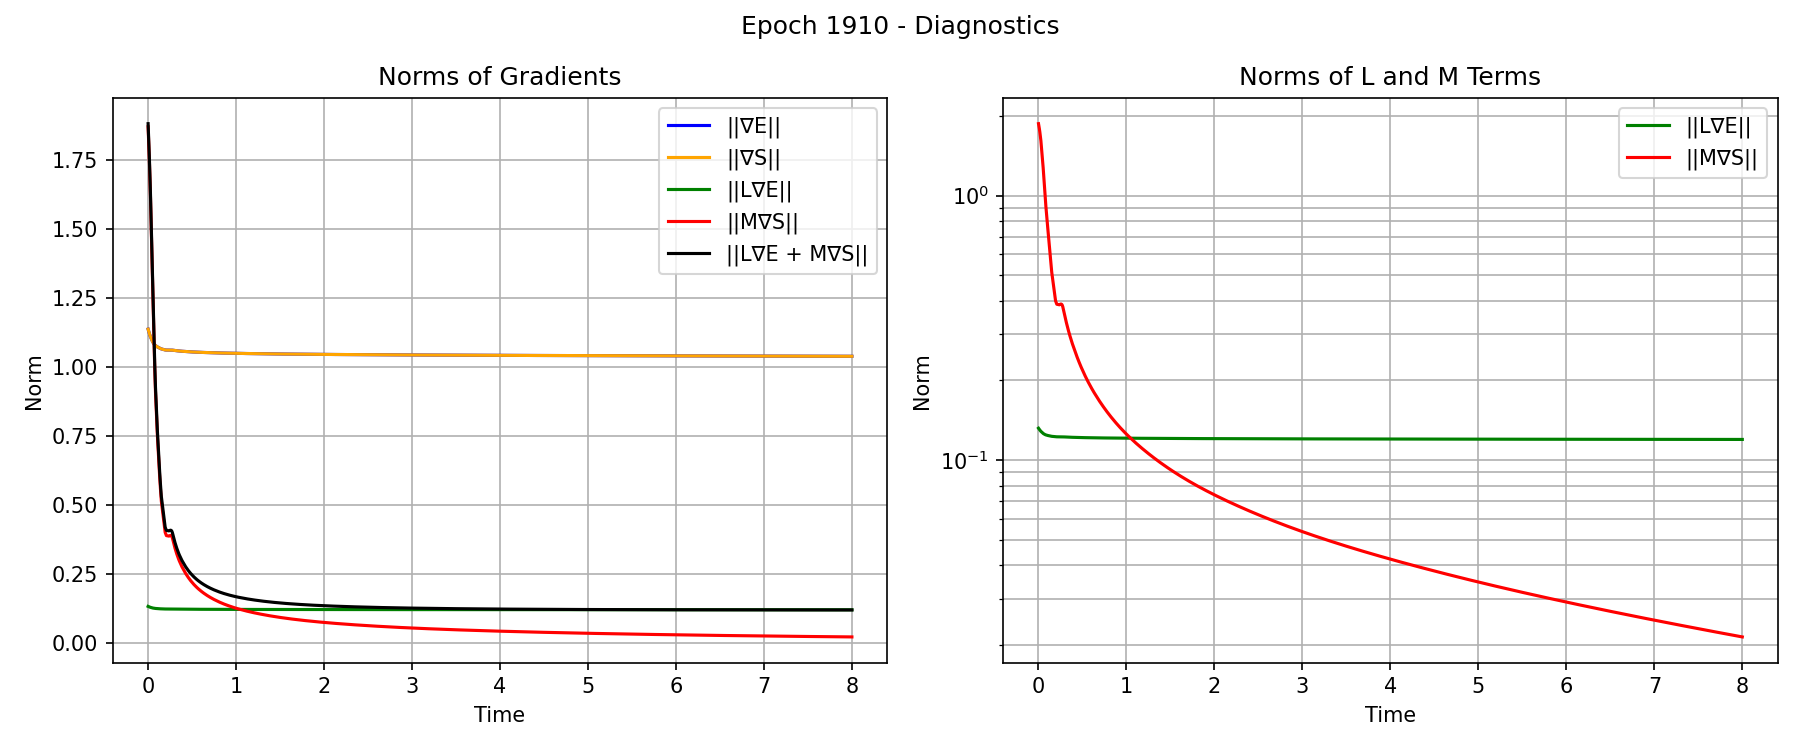 Epoch 1910 - Diagnostics
Norms of Gradients
Norm
1.75
1.50
1.25
1.00
0.75
0.50
0.25
0.00
||∇E||
||∇S||
||L∇E||
||M∇S||
||L∇E + M∇S||
0 1 2 3 4 5 6 7 8
Time
Norms of L and M Terms
Norm
10⁰
10⁻¹
||L∇E||
||M∇S||
0 1 2 3 4 5 6 7 8
Time